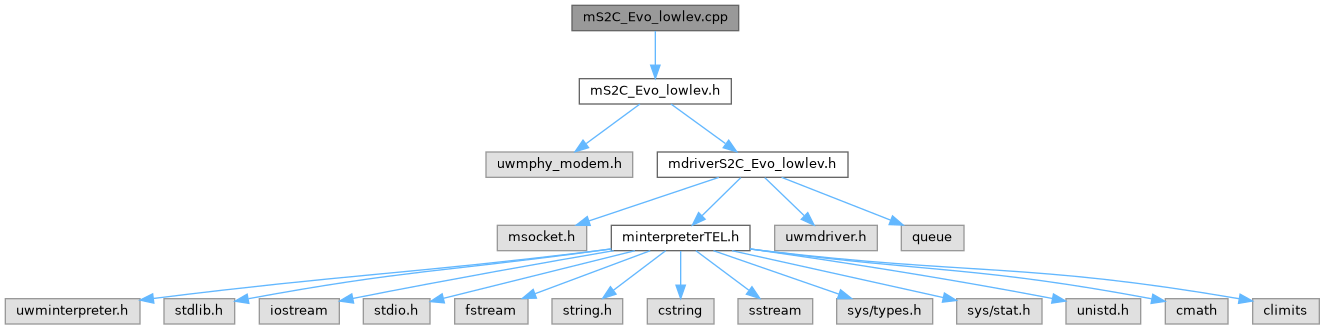 mS2C_Evo_lowlev.cpp
mS2C_Evo_lowlev.h
uwmphy_modem.h
mdriverS2C_Evo_lowlev.h
msocket.h
minterpreterTEL.h
uwmdriver.h
queue
uwminterpreter.h
stdlib.h
iostream
stdio.h
fstream
string.h
cstring
sstream
sys/types.h
sys/stat.h
unistd.h
cmath
climits